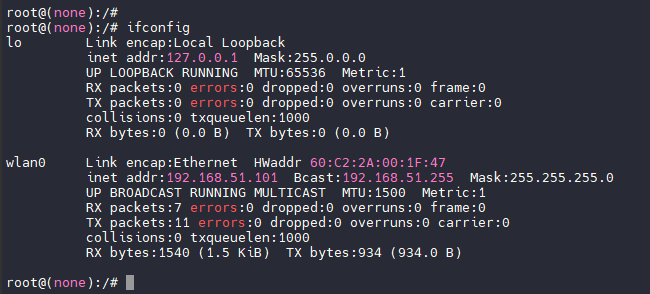 root@(none):/#
root@(none):/# ifconfig
lo        Link encap:Local Loopback
          inet addr:127.0.0.1  Mask:255.0.0.0
          UP LOOPBACK RUNNING  MTU:65536  Metric:1
          RX packets:0 errors:0 dropped:0 overruns:0 frame:0
          TX packets:0 errors:0 dropped:0 overruns:0 carrier:0
          collisions:0 txqueuelen:1000
          RX bytes:0 (0.0 B)  TX bytes:0 (0.0 B)

wlan0     Link encap:Ethernet  HWaddr 60:C2:2A:00:1F:47
          inet addr:192.168.51.101  Bcast:192.168.51.255  Mask:255.255.255.0
          UP BROADCAST RUNNING MULTICAST  MTU:1500  Metric:1
          RX packets:7 errors:0 dropped:0 overruns:0 frame:0
          TX packets:11 errors:0 dropped:0 overruns:0 carrier:0
          collisions:0 txqueuelen:1000
          RX bytes:1540 (1.5 KiB)  TX bytes:934 (934.0 B)

root@(none):/#